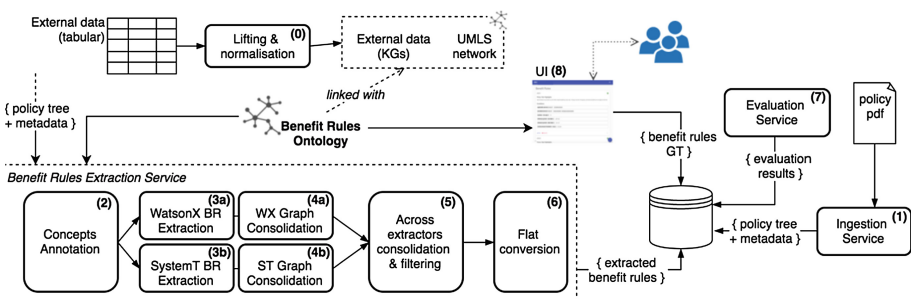 External data
(tabular)
(0)
Lifting &
normalisation
External data
(KGs)
UMLS
network
linked with
UI (8)
{ policy tree
+ metadata }
Benefit Rules
Ontology
{ benefit rules
GT }
(7)
Evaluation
Service
policy
pdf
{ evaluation
results }
Benefit Rules Extraction Service
(2)
Concepts
Annotation
(3a)
WatsonX BR
Extraction
(4a)
WX Graph
Consolidation
(3b)
SystemT BR
Extraction
(4b)
ST Graph
Consolidation
(5)
Across
extractors
consolidation
& filtering
(6)
Flat
conversion
{ extracted
benefit rules }
{ policy tree
+ metadata }
(1)
Ingestion
Service